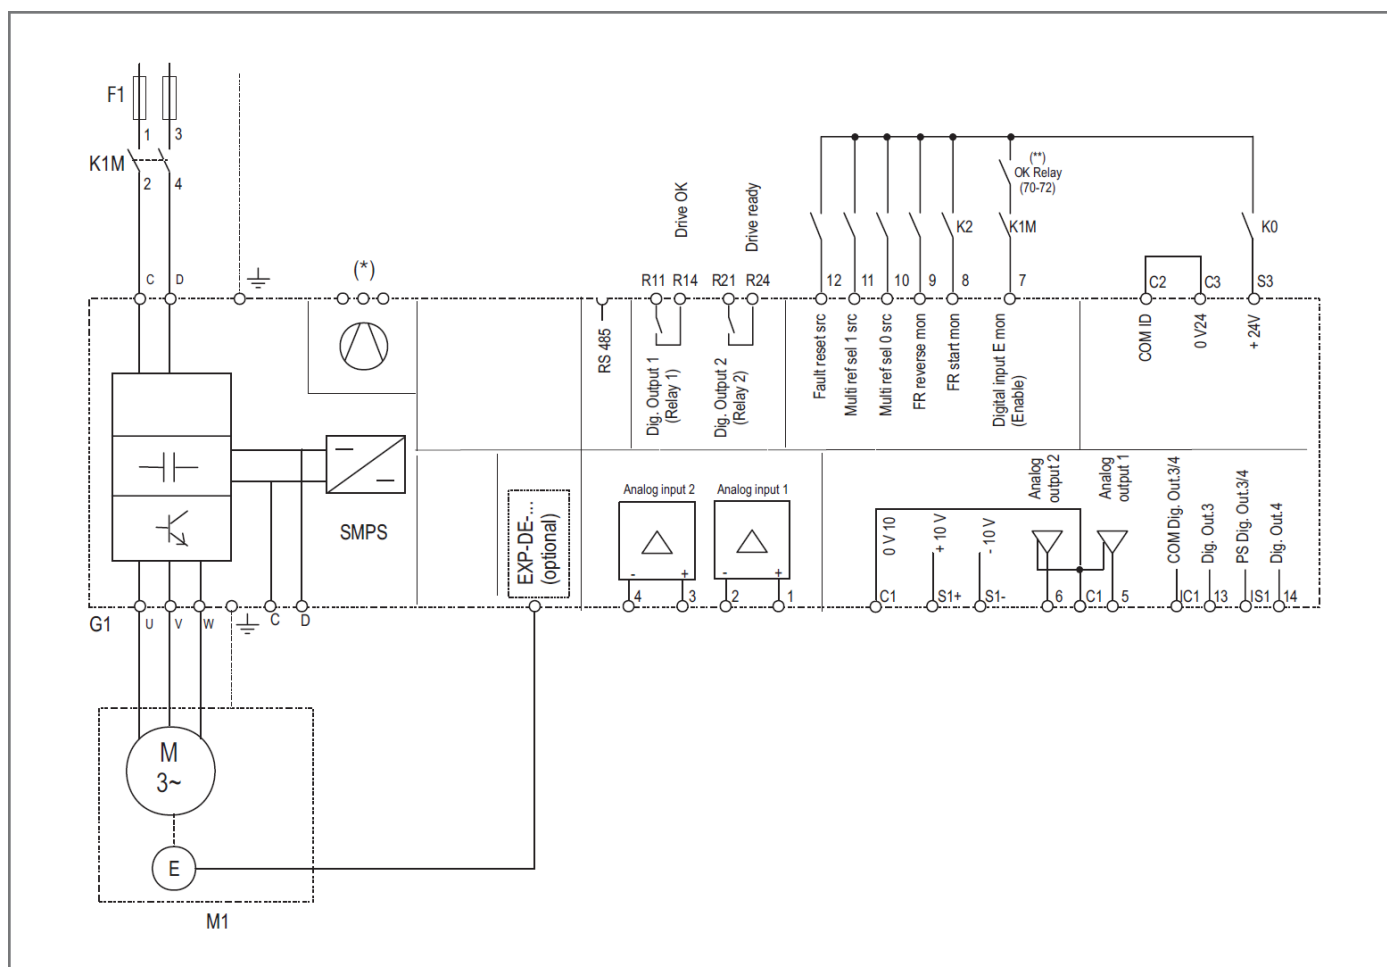 F1
1
3
K1M
2
4
C
D
(*)
Drive OK
Drive ready
(**)
OK Relay
(70-72)
K2
K1M
K0
R11
R14
R21
R24
12
11
10
9
8
7
C2
C3
S3
RS 485
Dig. Output 1
(Relay 1)
Dig. Output 2
(Relay 2)
Fault reset src
Multi ref sel 1 src
Multi ref sel 0 src
FR reverse mon
FR start mon
Digital input E mon
(Enable)
COM ID
0 V24
+ 24V
SMPS
EXP-DE-...
(optional)
Analog input 2
-
+
Analog input 1
-
+
0 V 10
+ 10 V
- 10 V
Analog
output 2
Analog
output 1
COM Dig. Out.3/4
Dig. Out.3
PS Dig. Out.3/4
Dig. Out.4
G1
U
V
W
C
D
4
3
2
1
C1
S1+
S1-
6
C1
5
IC1
13
IS1
14
M
3~
E
M1